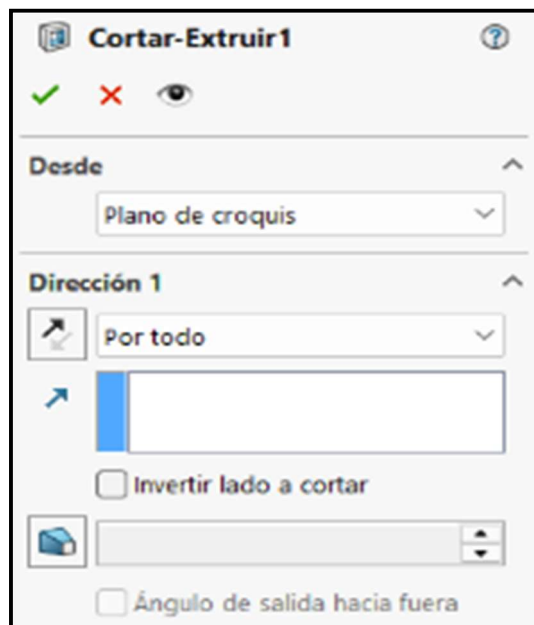 Cortar-Extruir1
Desde
Plano de croquis
Dirección 1
Por todo
Invertir lado a cortar
Ángulo de salida hacia fuera